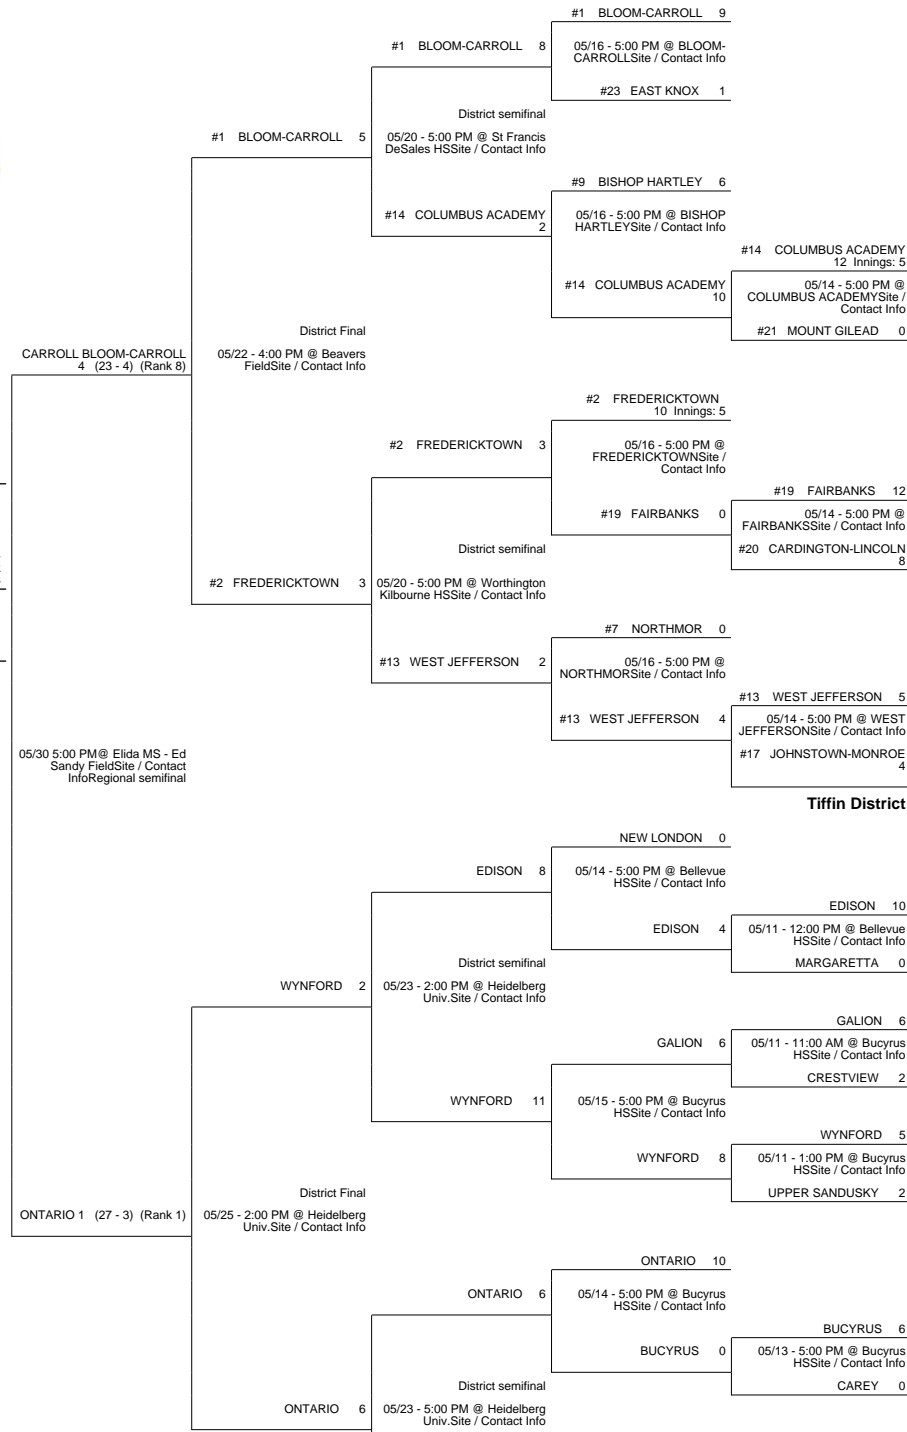 #1 BLOOM-CARROLL 9
#1 BLOOM-CARROLL 8
05/16 - 5:00 PM @ BLOOM-
CARROLLSite / Contact Info
#23 EAST KNOX 1
District semifinal
#1 BLOOM-CARROLL 5
05/20 - 5:00 PM @ St Francis
DeSales HSSite / Contact Info
#9 BISHOP HARTLEY 6
#14 COLUMBUS ACADEMY
2
05/16 - 5:00 PM @ BISHOP
HARTLEYSite / Contact Info
#14 COLUMBUS ACADEMY
12 Innings: 5
#14 COLUMBUS ACADEMY
10
05/14 - 5:00 PM @
COLUMBUS ACADEMYSite /
Contact Info
#21 MOUNT GILEAD 0
District Final
CARROLL BLOOM-CARROLL
4 (23 - 4) (Rank 8)
05/22 - 4:00 PM @ Beavers
FieldSite / Contact Info
#2 FREDERICKTOWN
10 Innings: 5
#2 FREDERICKTOWN 3
05/16 - 5:00 PM @
FREDERICKTOWNSite /
Contact Info
#19 FAIRBANKS 12
#19 FAIRBANKS 0
05/14 - 5:00 PM @
FAIRBANKSSite / Contact Info
District semifinal
#20 CARDINGTON-LINCOLN
8
#2 FREDERICKTOWN 3
05/20 - 5:00 PM @ Worthington
Kilbourne HSSite / Contact Info
#7 NORTHMOR 0
#13 WEST JEFFERSON 2
05/16 - 5:00 PM @
NORTHMORSite / Contact Info
#13 WEST JEFFERSON 5
#13 WEST JEFFERSON 4
05/14 - 5:00 PM @ WEST
JEFFERSONSite / Contact Info
#17 JOHNSTOWN-MONROE
4
05/30 5:00 PM@ Elida MS - Ed
Sandy FieldSite / Contact
InfoRegional semifinal
Tiffin District
NEW LONDON 0
EDISON 8
05/14 - 5:00 PM @ Bellevue
HSSite / Contact Info
EDISON 10
EDISON 4
05/11 - 12:00 PM @ Bellevue
HSSite / Contact Info
District semifinal
MARGARETTA 0
WYNFORD 2
05/23 - 2:00 PM @ Heidelberg
Univ.Site / Contact Info
GALION 6
GALION 6
05/11 - 11:00 AM @ Bucyrus
HSSite / Contact Info
CRESTVIEW 2
WYNFORD 11
05/15 - 5:00 PM @ Bucyrus
HSSite / Contact Info
WYNFORD 5
WYNFORD 8
05/11 - 1:00 PM @ Bucyrus
HSSite / Contact Info
District Final
UPPER SANDUSKY 2
ONTARIO 1 (27 - 3) (Rank 1)
05/25 - 2:00 PM @ Heidelberg
Univ.Site / Contact Info
ONTARIO 10
ONTARIO 6
05/14 - 5:00 PM @ Bucyrus
HSSite / Contact Info
BUCYRUS 6
BUCYRUS 0
05/13 - 5:00 PM @ Bucyrus
HSSite / Contact Info
District semifinal
CAREY 0
ONTARIO 6
05/23 - 5:00 PM @ Heidelberg
Univ.Site / Contact Info